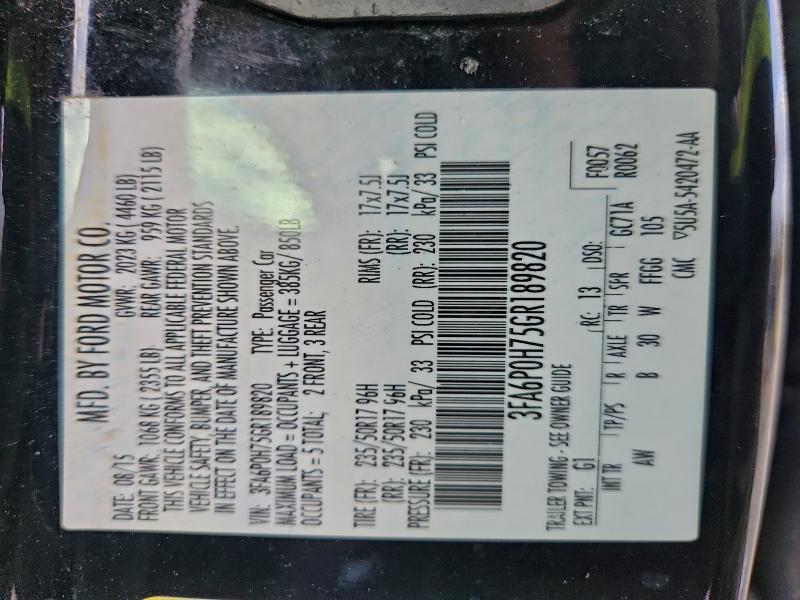 MFD. BY FORD MOTOR CO.
DATE: 08/15 GVWR: 2023 KG (4460 LB)
FRONT GAWR: 1068 KG (2355 LB) REAR GAWR: 959 KG (2115 LB)
THIS VEHICLE CONFORMS TO ALL APPLICABLE FEDERAL MOTOR
VEHICLE SAFETY, BUMPER, AND THEFT PREVENTION STANDARDS
IN EFFECT ON THE DATE OF MANUFACTURE SHOWN ABOVE.
VIN: 3FA6P0H75GR189820 TYPE: Passenger Car
MAXIMUM LOAD = OCCUPANTS + LUGGAGE = 385KG/ 850LB
OCCUPANTS = 5 TOTAL; 2 FRONT, 3 REAR
TIRE (FR): 235/50R17 96H RIMS (FR): 17x7.5J
(RR): 235/50R17 96H (RR): 17x7.5J
PRESSURE (FR): 230 kPa/ 33 PSI COLD (RR): 230 kPa/ 33 PSI COLD
3FA6P0H75GR189820
TRAILER TOWING - SEE OWNER GUIDE F0057
EXT PNT: G1 RC: 13 DSO: R0062
INT TR TP/PS R AXLE TR SPR GC71A
AW B 30 W FFGG 105
CMC ▽5U5A-5420472-AA